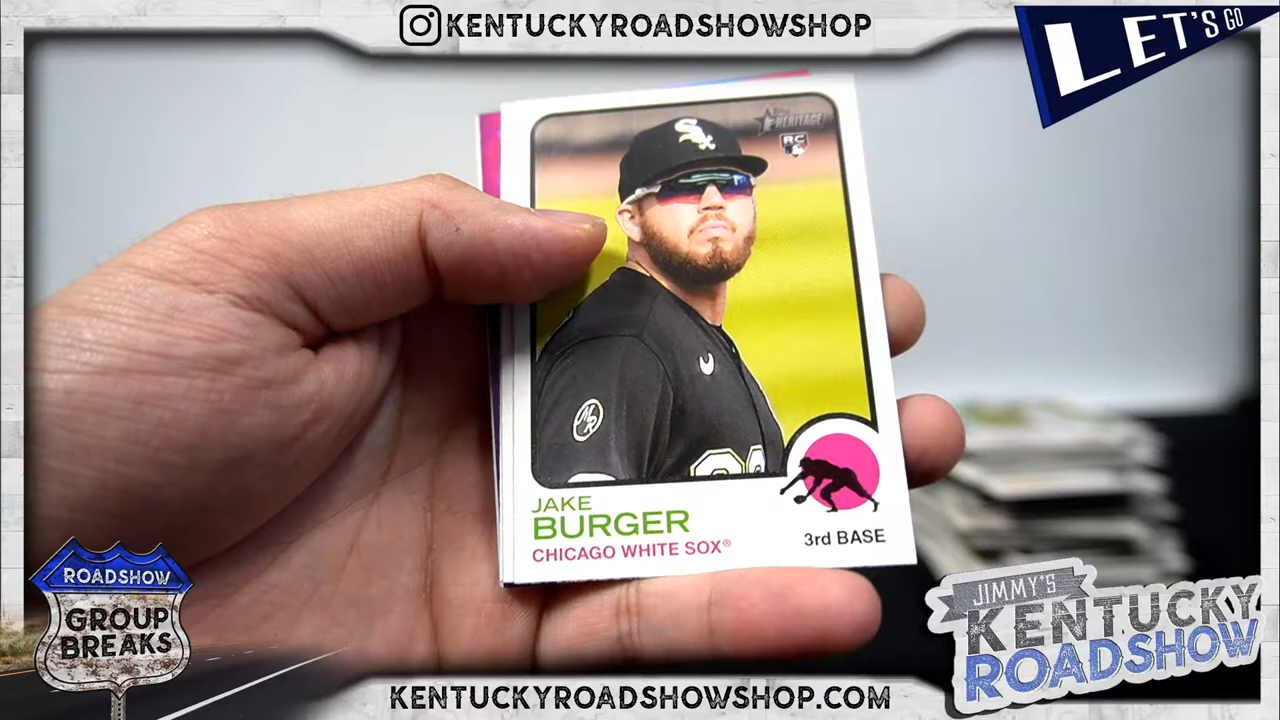 KENTUCKYROADSHOWSHOP
LET'S GO
HERITAGE
RC
Sox
JAKE
BURGER
CHICAGO WHITE SOX®
3rd BASE
ROADSHOW
GROUP
BREAKS
JIMMY'S
KENTUCKY
ROADSHOW
KENTUCKYROADSHOWSHOP.COM